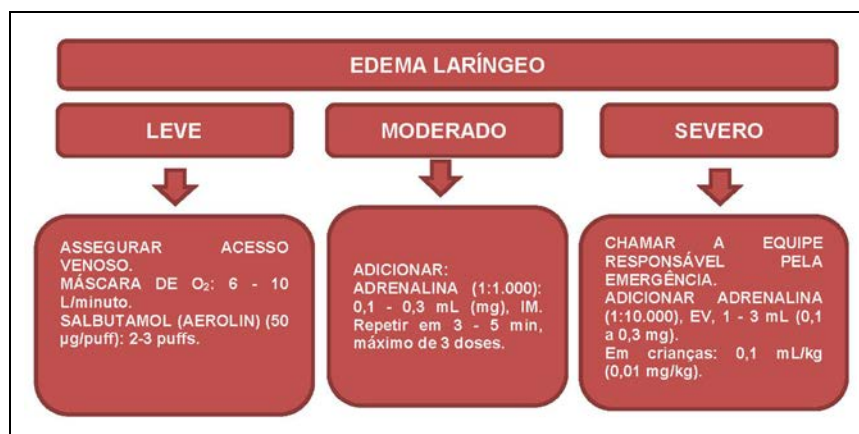 EDEMA LARÍNGEO
LEVE
MODERADO
SEVERO
ASSEGURAR ACESSO
VENOSO.
MÁSCARA DE O₂: 6 - 10
L/minuto.
SALBUTAMOL (AEROLIN) (50
µg/puff): 2-3 puffs.
ADICIONAR:
ADRENALINA (1:1.000):
0,1 - 0,3 mL (mg), IM.
Repetir em 3 - 5 min,
máximo de 3 doses.
CHAMAR A EQUIPE
RESPONSÁVEL PELA
EMERGÊNCIA.
ADICIONAR ADRENALINA
(1:10.000), EV, 1 - 3 mL (0,1
a 0,3 mg).
Em crianças: 0,1 mL/kg
(0,01 mg/kg).